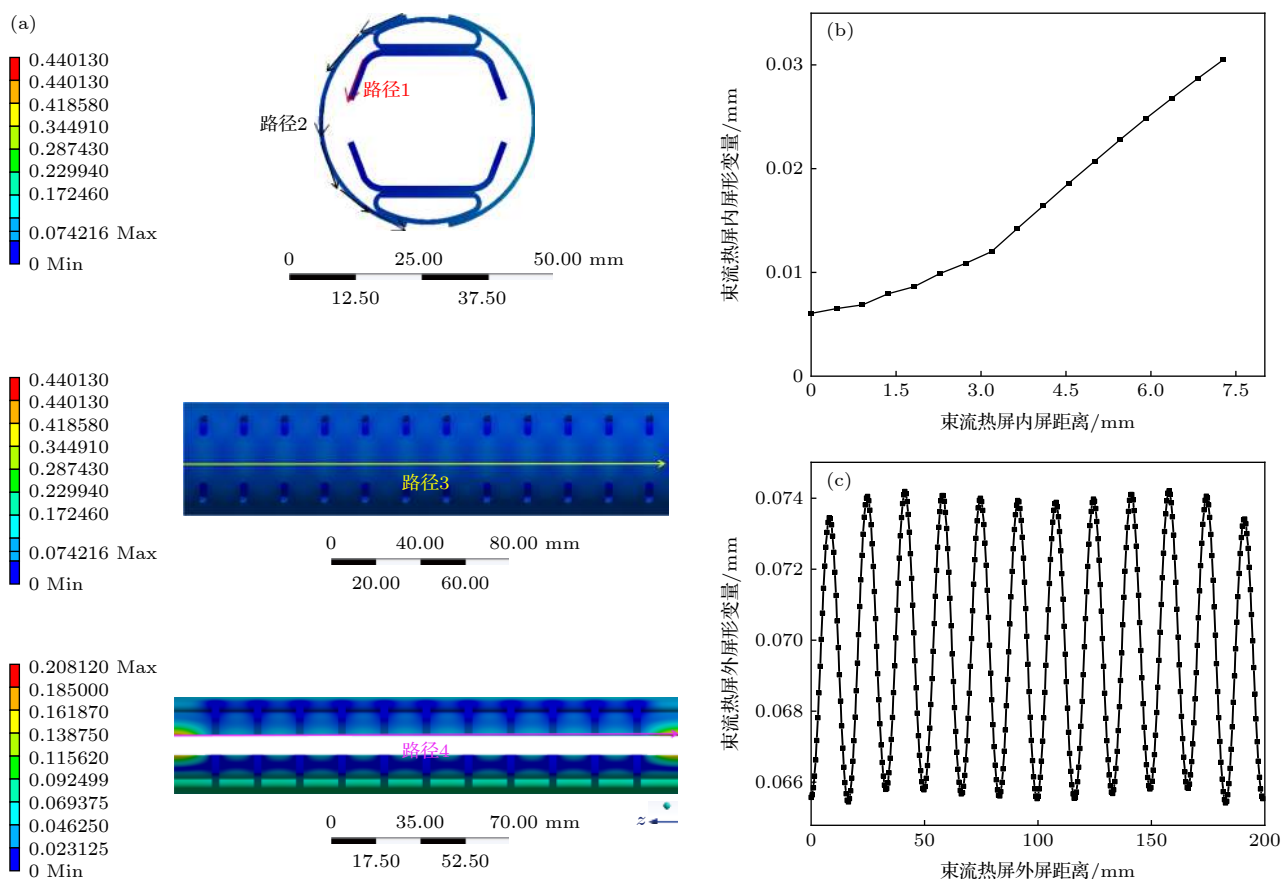 (a)
0.440130
0.440130
0.418580
0.344910
0.287430
0.229940
0.172460
0.074216 Max
0 Min
路径1
路径2
0 25.00 50.00 mm
12.50 37.50
0.440130
0.440130
0.418580
0.344910
0.287430
0.229940
0.172460
0.074216 Max
0 Min
路径3
0 40.00 80.00 mm
20.00 60.00
0.208120 Max
0.185000
0.161870
0.138750
0.115620
0.092499
0.069375
0.046250
0.023125
0 Min
路径4
0 35.00 70.00 mm
17.50 52.50
z
(b)
束流热屏内屏形变量/mm
0.03
0.02
0.01
0
0 1.5 3.0 4.5 6.0 7.5
束流热屏内屏距离/mm
(c)
束流热屏外屏形变量/mm
0.074
0.072
0.070
0.068
0.066
0 50 100 150 200
束流热屏外屏距离/mm